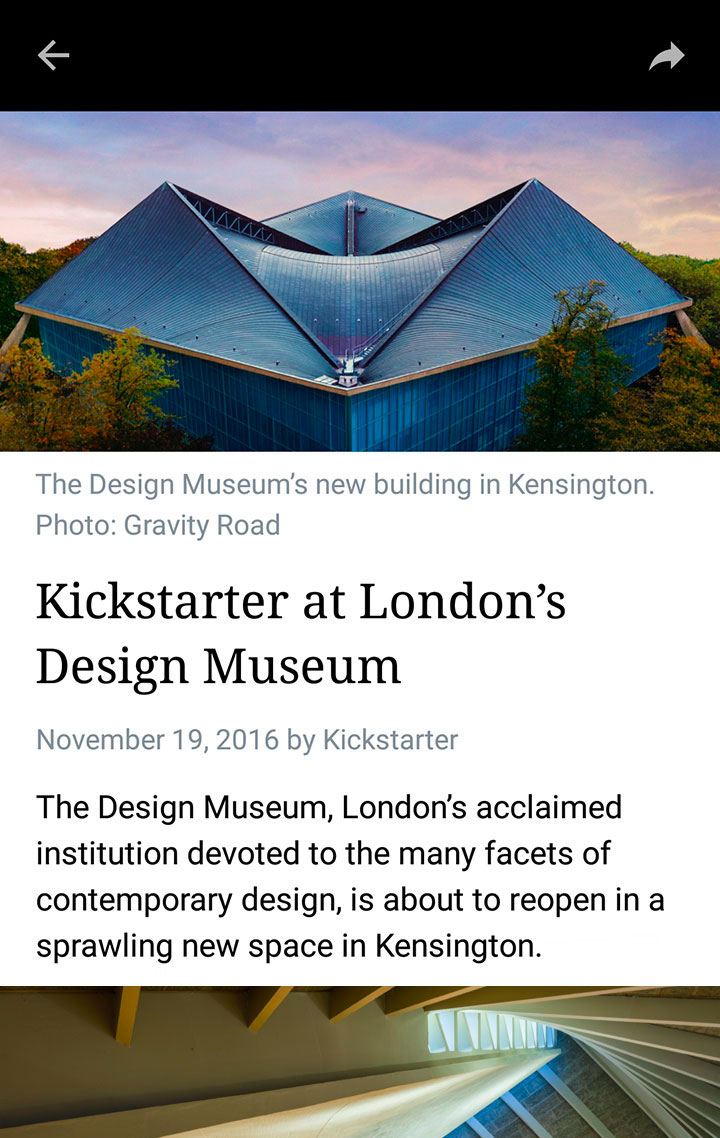 The Design Museum’s new building in Kensington.
Photo: Gravity Road
Kickstarter at London’s
Design Museum
November 19, 2016 by Kickstarter
The Design Museum, London’s acclaimed
institution devoted to the many facets of
contemporary design, is about to reopen in a
sprawling new space in Kensington.